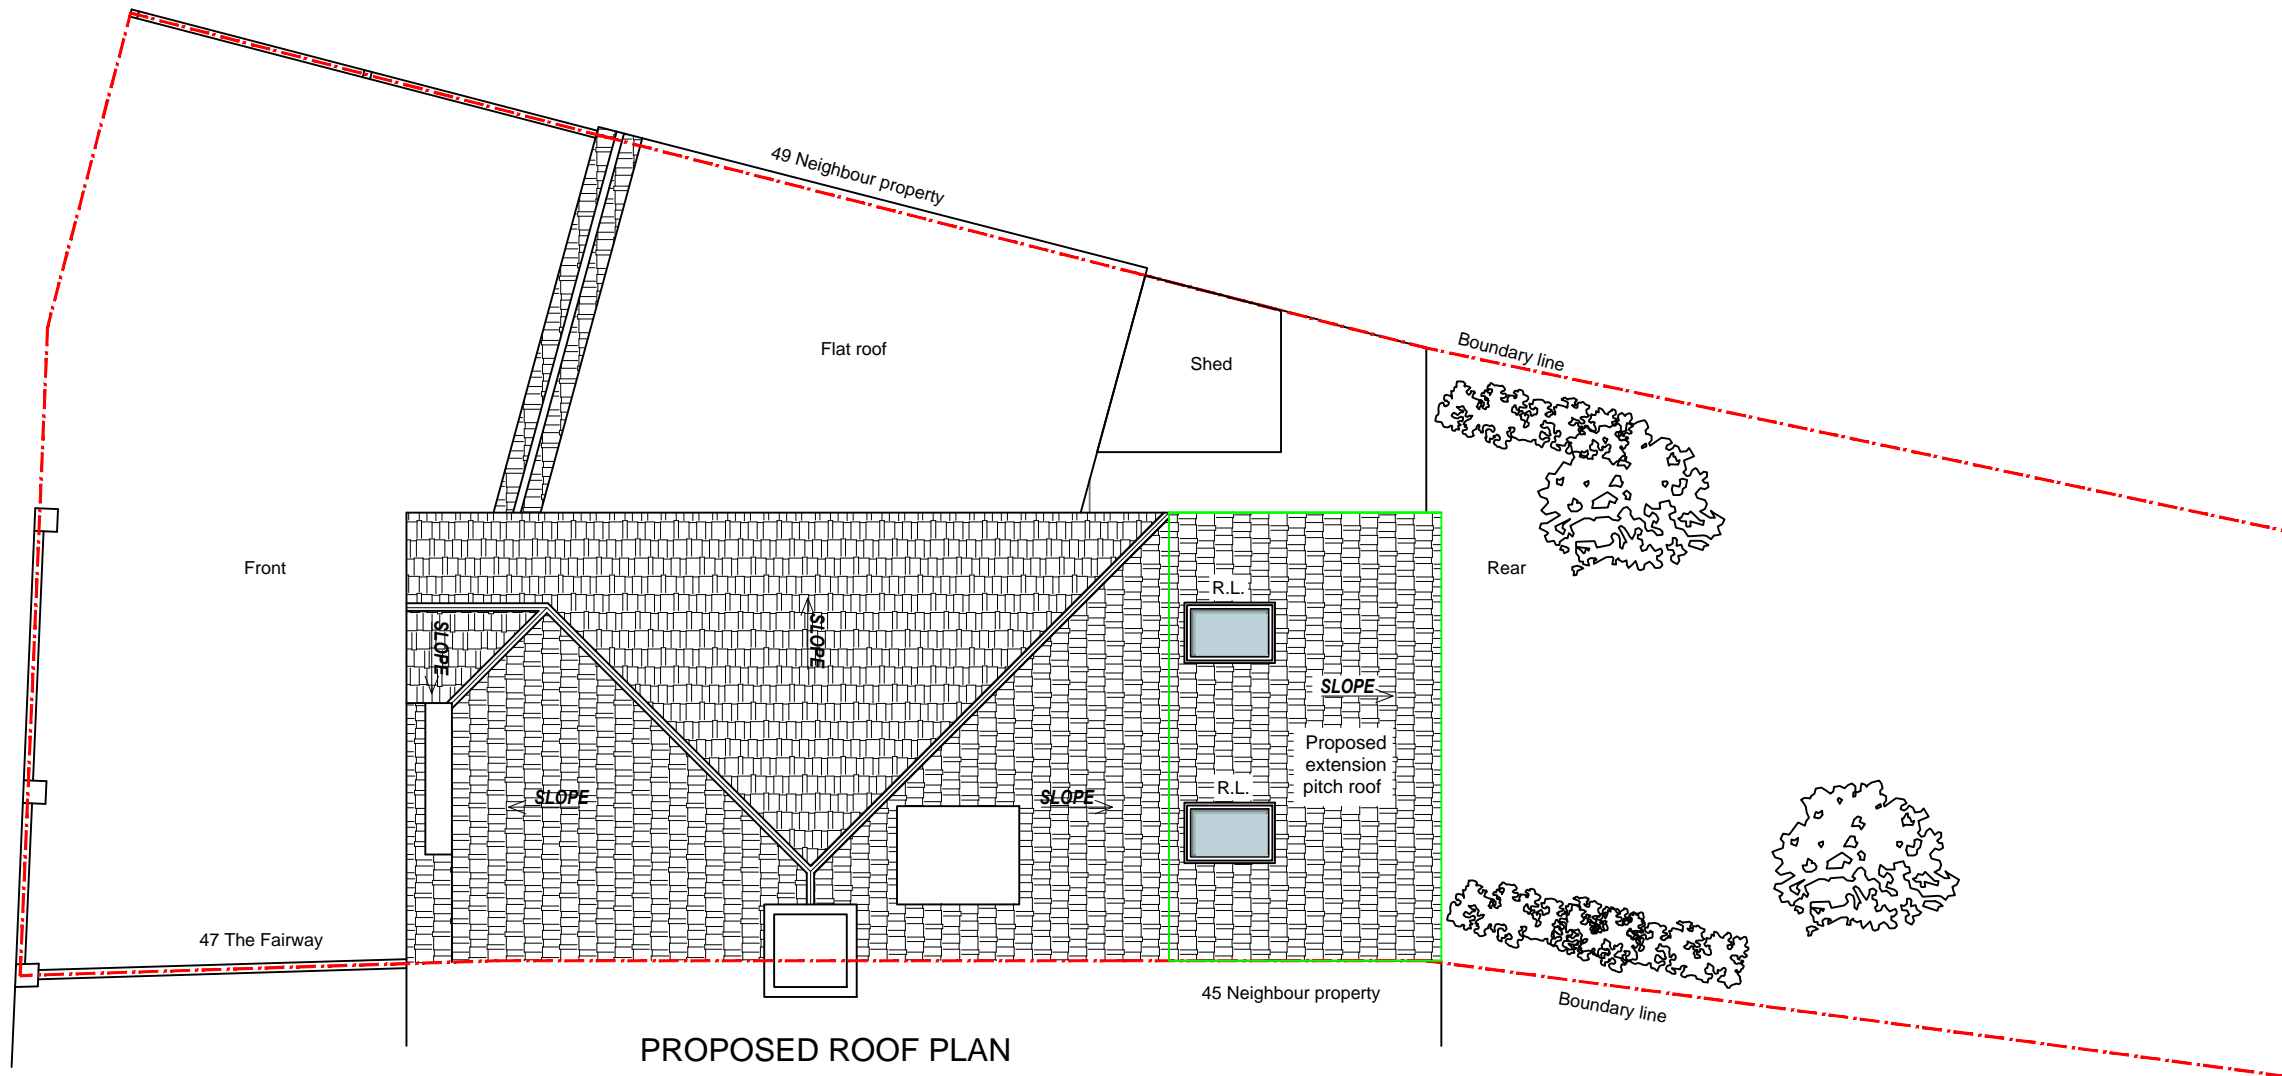 49 Neighbour property
Flat roof
Shed
Boundary line
Front
Rear
R.L.
SLOPE
SLOPE
SLOPE
Proposed
extension
pitch roof
R.L.
SLOPE
SLOPE
47 The Fairway
45 Neighbour property
Boundary line
PROPOSED ROOF PLAN